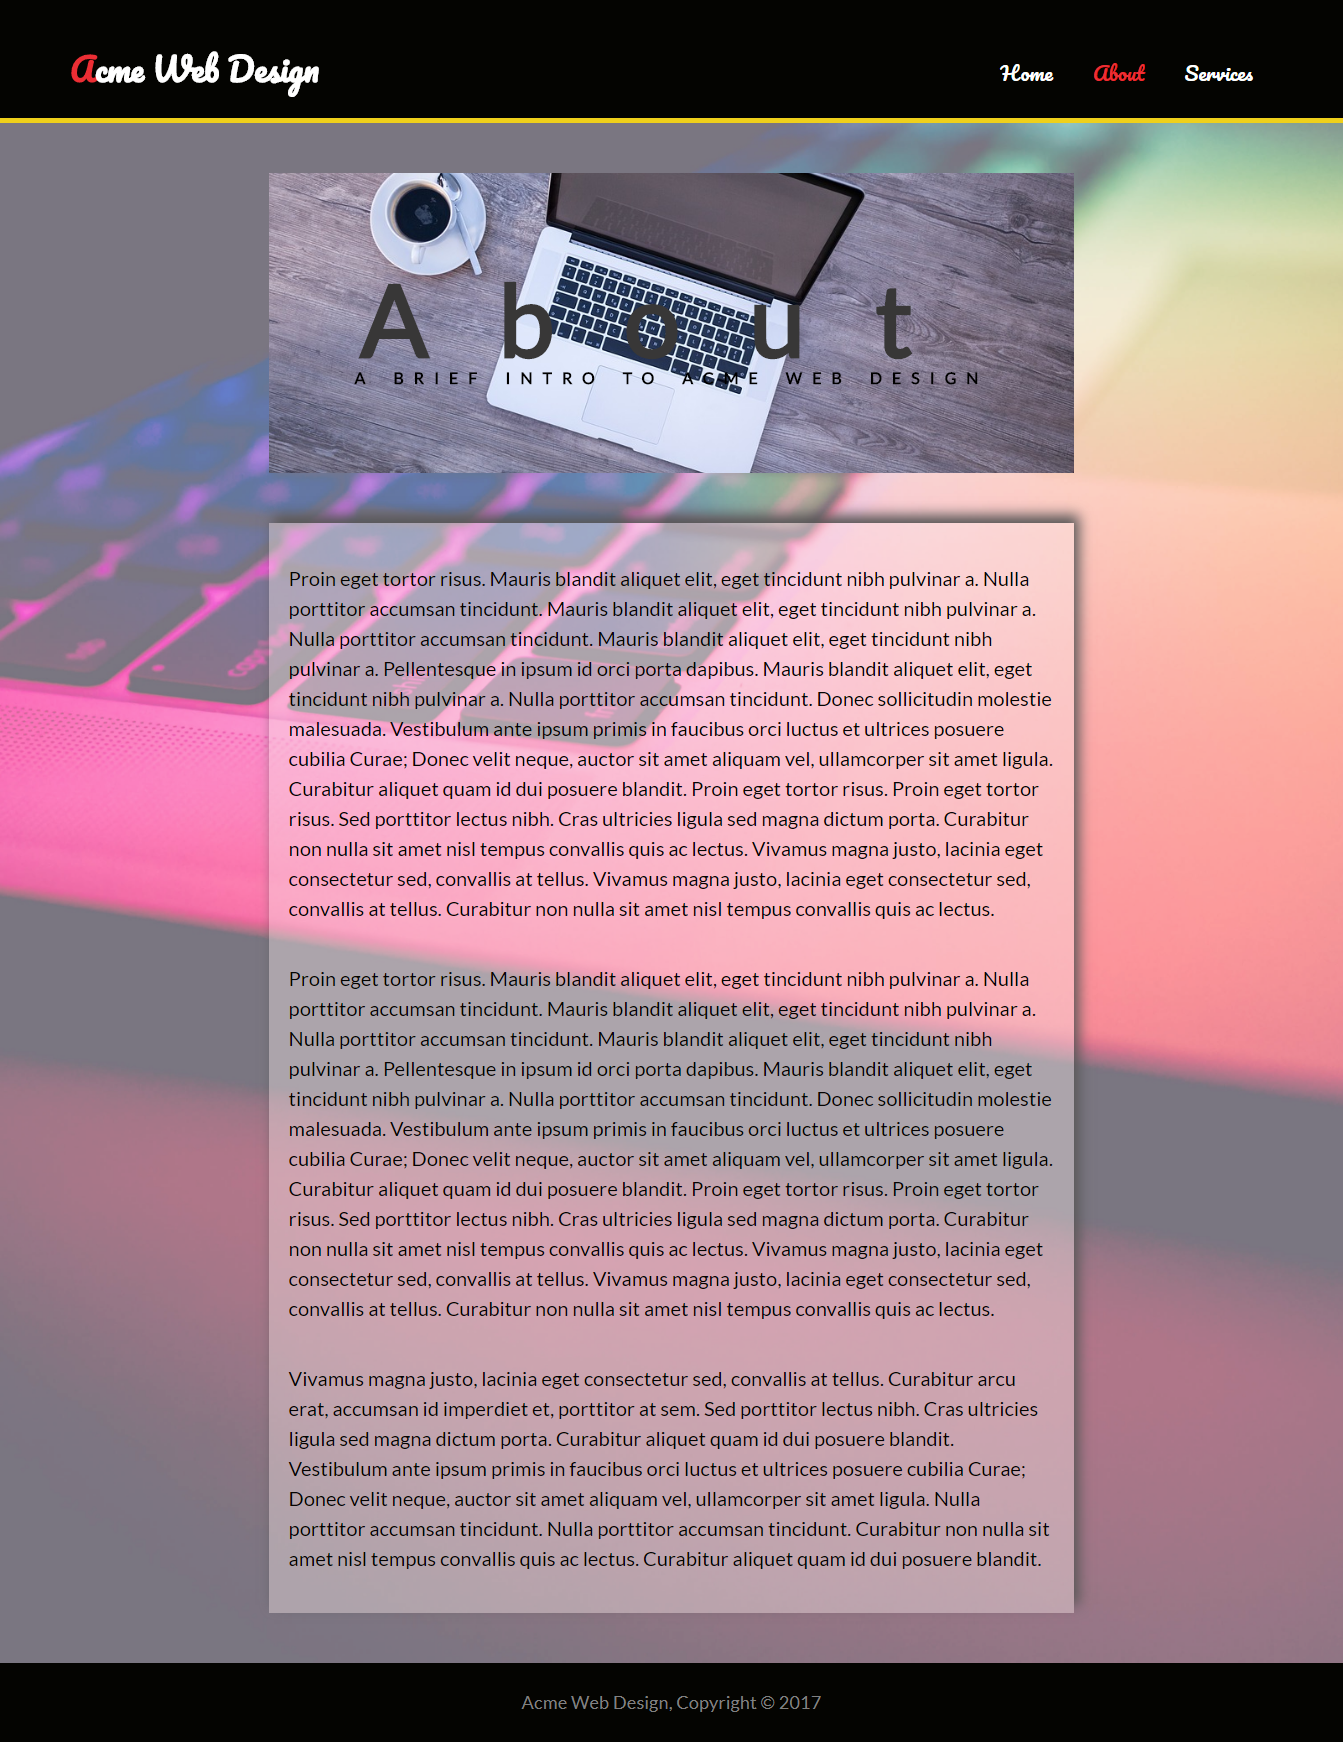 Acme Web Design
Home About Services
About
A BRIEF INTRO TO ACME WEB DESIGN
Proin eget tortor risus. Mauris blandit aliquet elit, eget tincidunt nibh pulvinar a. Nulla
porttitor accumsan tincidunt. Mauris blandit aliquet elit, eget tincidunt nibh pulvinar a.
Nulla porttitor accumsan tincidunt. Mauris blandit aliquet elit, eget tincidunt nibh
pulvinar a. Pellentesque in ipsum id orci porta dapibus. Mauris blandit aliquet elit, eget
tincidunt nibh pulvinar a. Nulla porttitor accumsan tincidunt. Donec sollicitudin molestie
malesuada. Vestibulum ante ipsum primis in faucibus orci luctus et ultrices posuere
cubilia Curae; Donec velit neque, auctor sit amet aliquam vel, ullamcorper sit amet ligula.
Curabitur aliquet quam id dui posuere blandit. Proin eget tortor risus. Proin eget tortor
risus. Sed porttitor lectus nibh. Cras ultricies ligula sed magna dictum porta. Curabitur
non nulla sit amet nisl tempus convallis quis ac lectus. Vivamus magna justo, lacinia eget
consectetur sed, convallis at tellus. Vivamus magna justo, lacinia eget consectetur sed,
convallis at tellus. Curabitur non nulla sit amet nisl tempus convallis quis ac lectus.
Proin eget tortor risus. Mauris blandit aliquet elit, eget tincidunt nibh pulvinar a. Nulla
porttitor accumsan tincidunt. Mauris blandit aliquet elit, eget tincidunt nibh pulvinar a.
Nulla porttitor accumsan tincidunt. Mauris blandit aliquet elit, eget tincidunt nibh
pulvinar a. Pellentesque in ipsum id orci porta dapibus. Mauris blandit aliquet elit, eget
tincidunt nibh pulvinar a. Nulla porttitor accumsan tincidunt. Donec sollicitudin molestie
malesuada. Vestibulum ante ipsum primis in faucibus orci luctus et ultrices posuere
cubilia Curae; Donec velit neque, auctor sit amet aliquam vel, ullamcorper sit amet ligula.
Curabitur aliquet quam id dui posuere blandit. Proin eget tortor risus. Proin eget tortor
risus. Sed porttitor lectus nibh. Cras ultricies ligula sed magna dictum porta. Curabitur
non nulla sit amet nisl tempus convallis quis ac lectus. Vivamus magna justo, lacinia eget
consectetur sed, convallis at tellus. Vivamus magna justo, lacinia eget consectetur sed,
convallis at tellus. Curabitur non nulla sit amet nisl tempus convallis quis ac lectus.
Vivamus magna justo, lacinia eget consectetur sed, convallis at tellus. Curabitur arcu
erat, accumsan id imperdiet et, porttitor at sem. Sed porttitor lectus nibh. Cras ultricies
ligula sed magna dictum porta. Curabitur aliquet quam id dui posuere blandit.
Vestibulum ante ipsum primis in faucibus orci luctus et ultrices posuere cubilia Curae;
Donec velit neque, auctor sit amet aliquam vel, ullamcorper sit amet ligula. Nulla
porttitor accumsan tincidunt. Nulla porttitor accumsan tincidunt. Curabitur non nulla sit
amet nisl tempus convallis quis ac lectus. Curabitur aliquet quam id dui posuere blandit.
Acme Web Design, Copyright © 2017